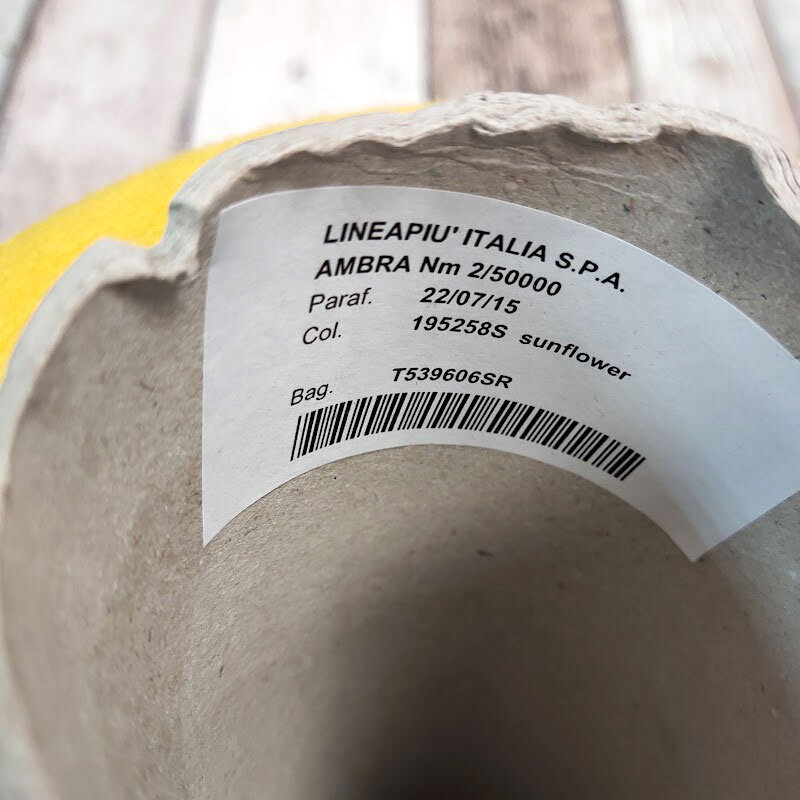 LINEAPIU' ITALIA S.P.A.
AMBRA Nm 2/50000
Paraf. 22/07/15
Col. 195258S sunflower
Bag. T539606SR